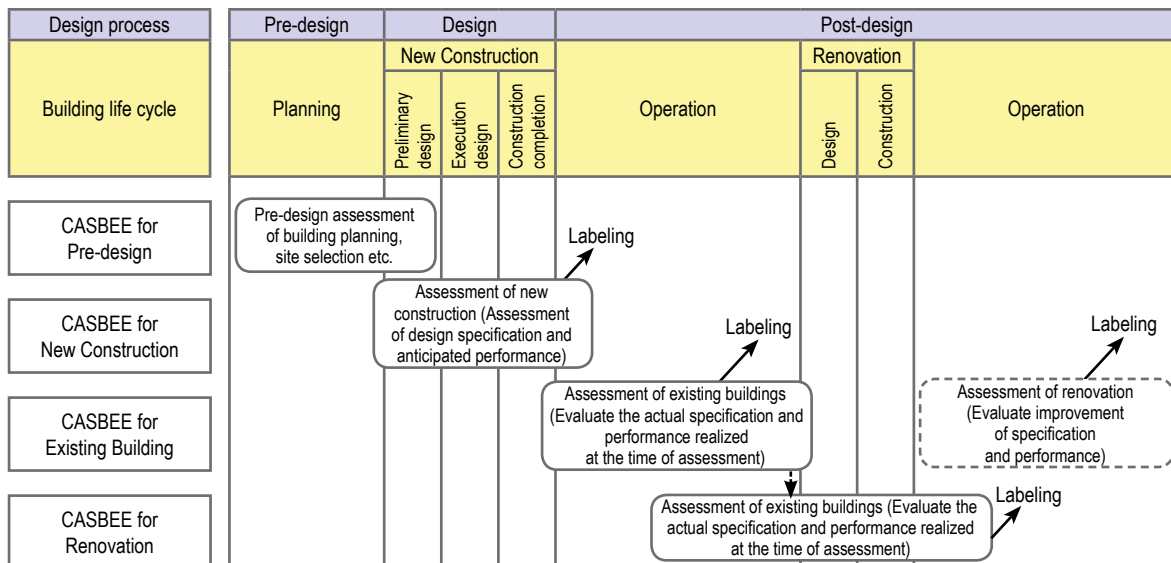 Design process
Pre-design
Design
Post-design
Building life cycle
Planning
New Construction
Preliminary
design
Execution
design
Construction
completion
Operation
Renovation
Design
Construction
Operation
CASBEE for
Pre-design
Pre-design assessment
of building planning,
site selection etc.
Labeling
CASBEE for
New Construction
Assessment of new
construction (Assessment
of design specification and
anticipated performance)
Labeling
Labeling
CASBEE for
Existing Building
Assessment of existing buildings
(Evaluate the actual specification and
performance realized
at the time of assessment)
Assessment of renovation
(Evaluate improvement
of specification
and performance)
CASBEE for
Renovation
Assessment of existing buildings (Evaluate the
actual specification and performance realized
at the time of assessment)
Labeling